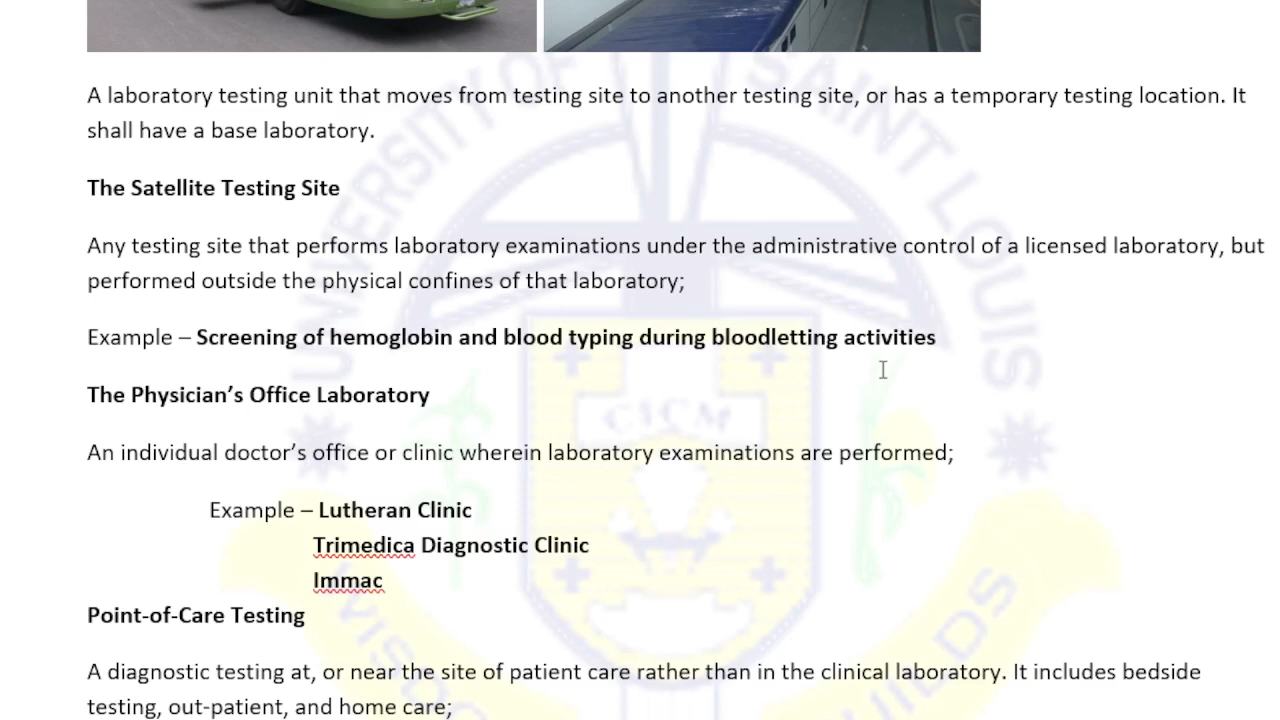 A laboratory testing unit that moves from testing site to another testing site, or has a temporary testing location. It
shall have a base laboratory.
The Satellite Testing Site
Any testing site that performs laboratory examinations under the administrative control of a licensed laboratory, but
performed outside the physical confines of that laboratory;
Example – Screening of hemoglobin and blood typing during bloodletting activities
The Physician’s Office Laboratory
An individual doctor’s office or clinic wherein laboratory examinations are performed;
Example – Lutheran Clinic
Trimedica Diagnostic Clinic
Immac
Point-of-Care Testing
A diagnostic testing at, or near the site of patient care rather than in the clinical laboratory. It includes bedside
testing, out-patient, and home care;
UNIVERSITY OF SAINT LOUIS
CICM